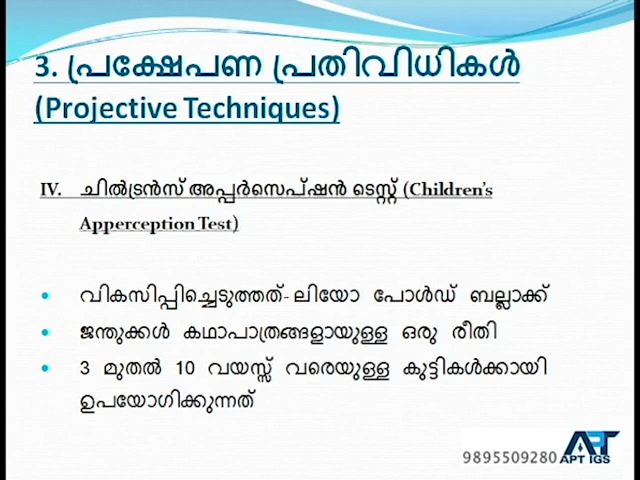 3. പ്രക്ഷേപണ പ്രതിവിധികൾ
(Projective Techniques)
IV. ചിൽട്രൻസ് അപ്പർസെപ്ഷൻ ടെസ്റ്റ് (Children's
Apperception Test)
• വികസിപ്പിച്ചെടുത്തത്- ലിയോ പോൾഡ് ബല്ലാക്ക്
• ജന്തുക്കൾ കഥാപാത്രങ്ങളായുള്ള ഒരു രീതി
• 3 മുതൽ 10 വയസ്സ് വരെയുള്ള കുട്ടികൾക്കായി
ഉപയോഗിക്കുന്നത്
9895509280 APT IGS